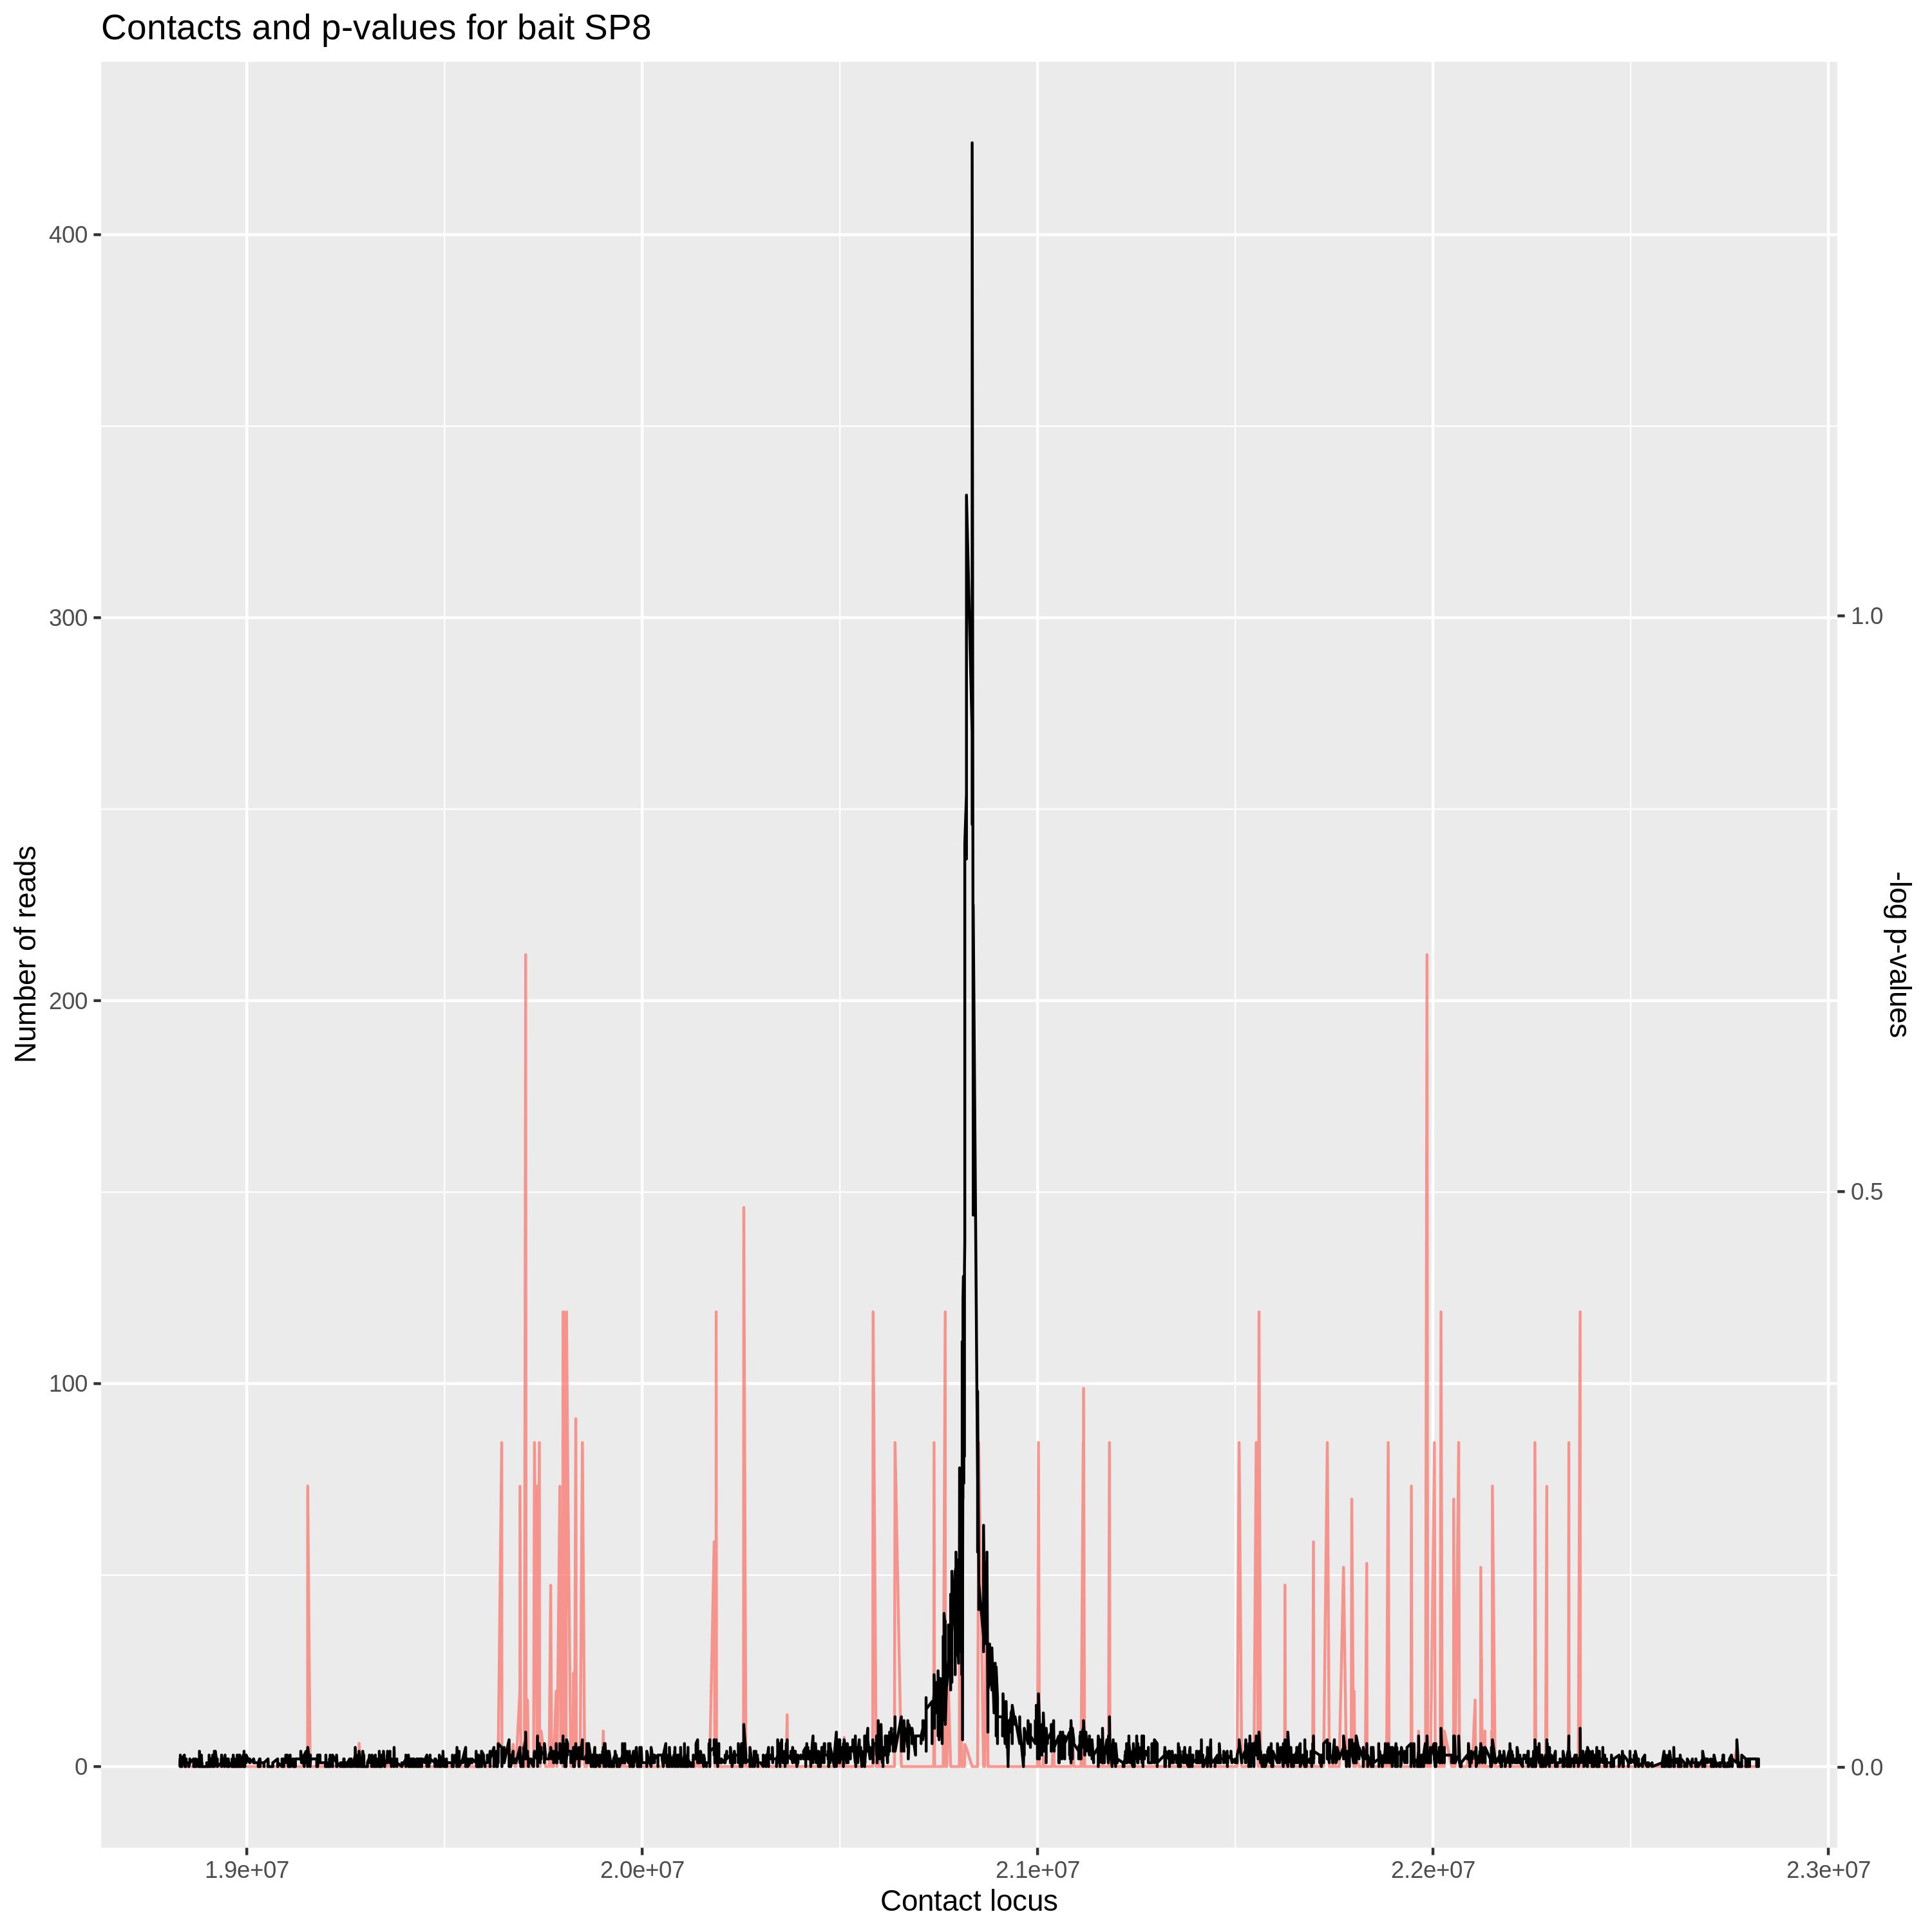 Contacts and p-values for bait SP8
400
300
200
100
0
Number of reads
1.0
0.5
0.0
-log p-values
1.9e+07
2.0e+07
2.1e+07
2.2e+07
2.3e+07
Contact locus